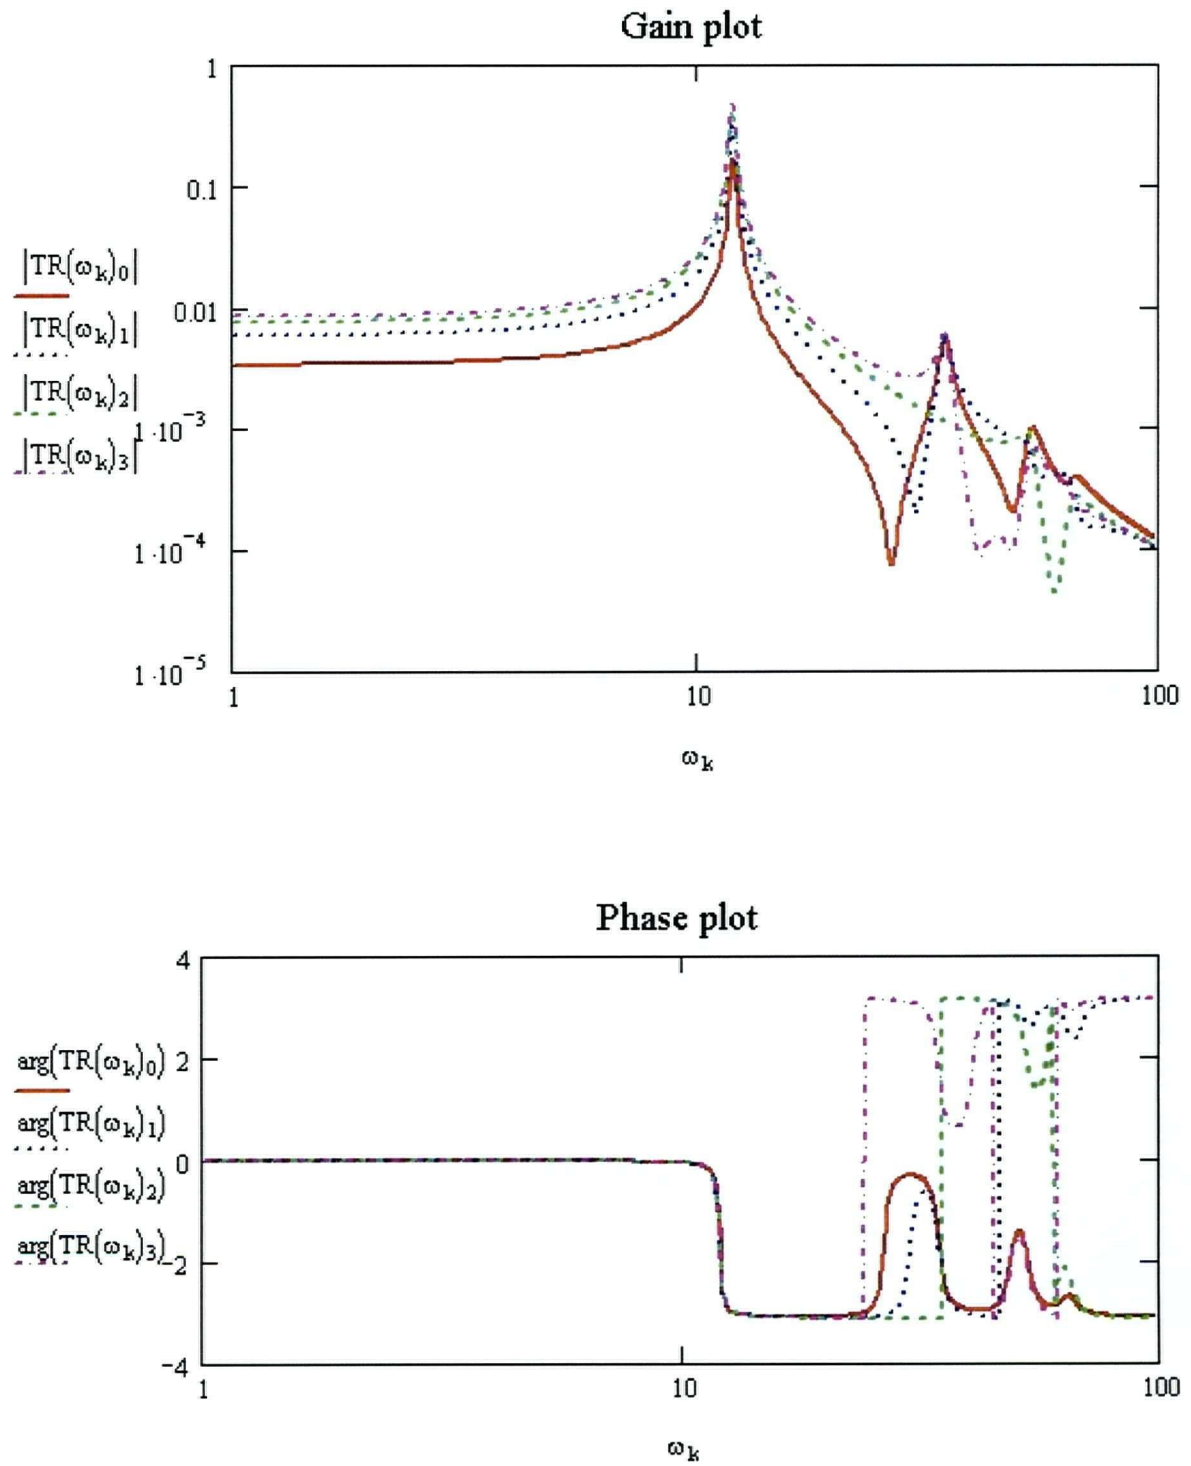 Gain plot
1
0.1
|TR(ωk)0|
0.01
|TR(ωk)1|
|TR(ωk)2|
1·10−3
|TR(ωk)3|
1·10−4
1·10−5
1 10 100
ωk
Phase plot
4
arg(TR(ωk)0)
2
arg(TR(ωk)1)
0
arg(TR(ωk)2)
arg(TR(ωk)3)
−2
−4
1 10 100
ωk